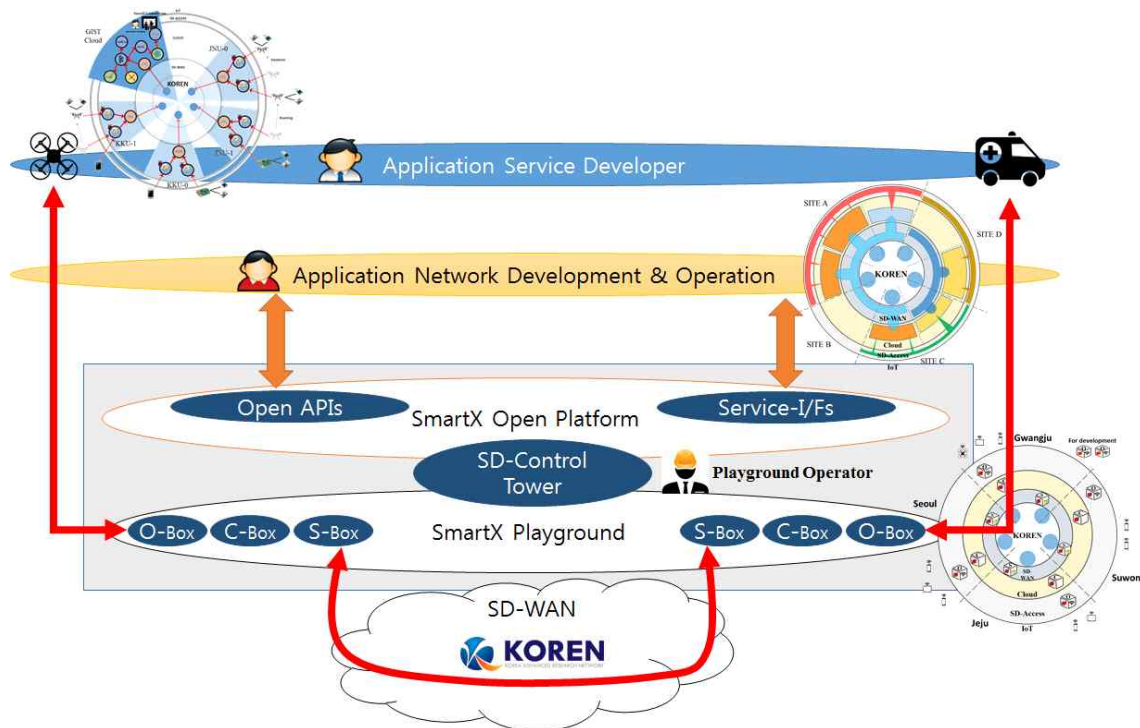 GIST
Cloud
JNU-0
KOREN
KKU-1
JNU-1
KKU-0
Application Service Developer
SITE A
SITE D
KOREN
SD-WAN
Cloud
SD-Access
IoT
SITE B
SITE C
Application Network Development & Operation
Open APIs
Service-I/Fs
SmartX Open Platform
SD-Control
Tower
Playground Operator
O-Box
C-Box
S-Box
SmartX Playground
S-Box
C-Box
O-Box
Gwangju
For development
Seoul
KOREN
SD-
WAN
Cloud
SD-Access
IoT
Suwon
Jeju
SD-WAN
KOREN
KOREA ADVANCED RESEARCH NETWORK